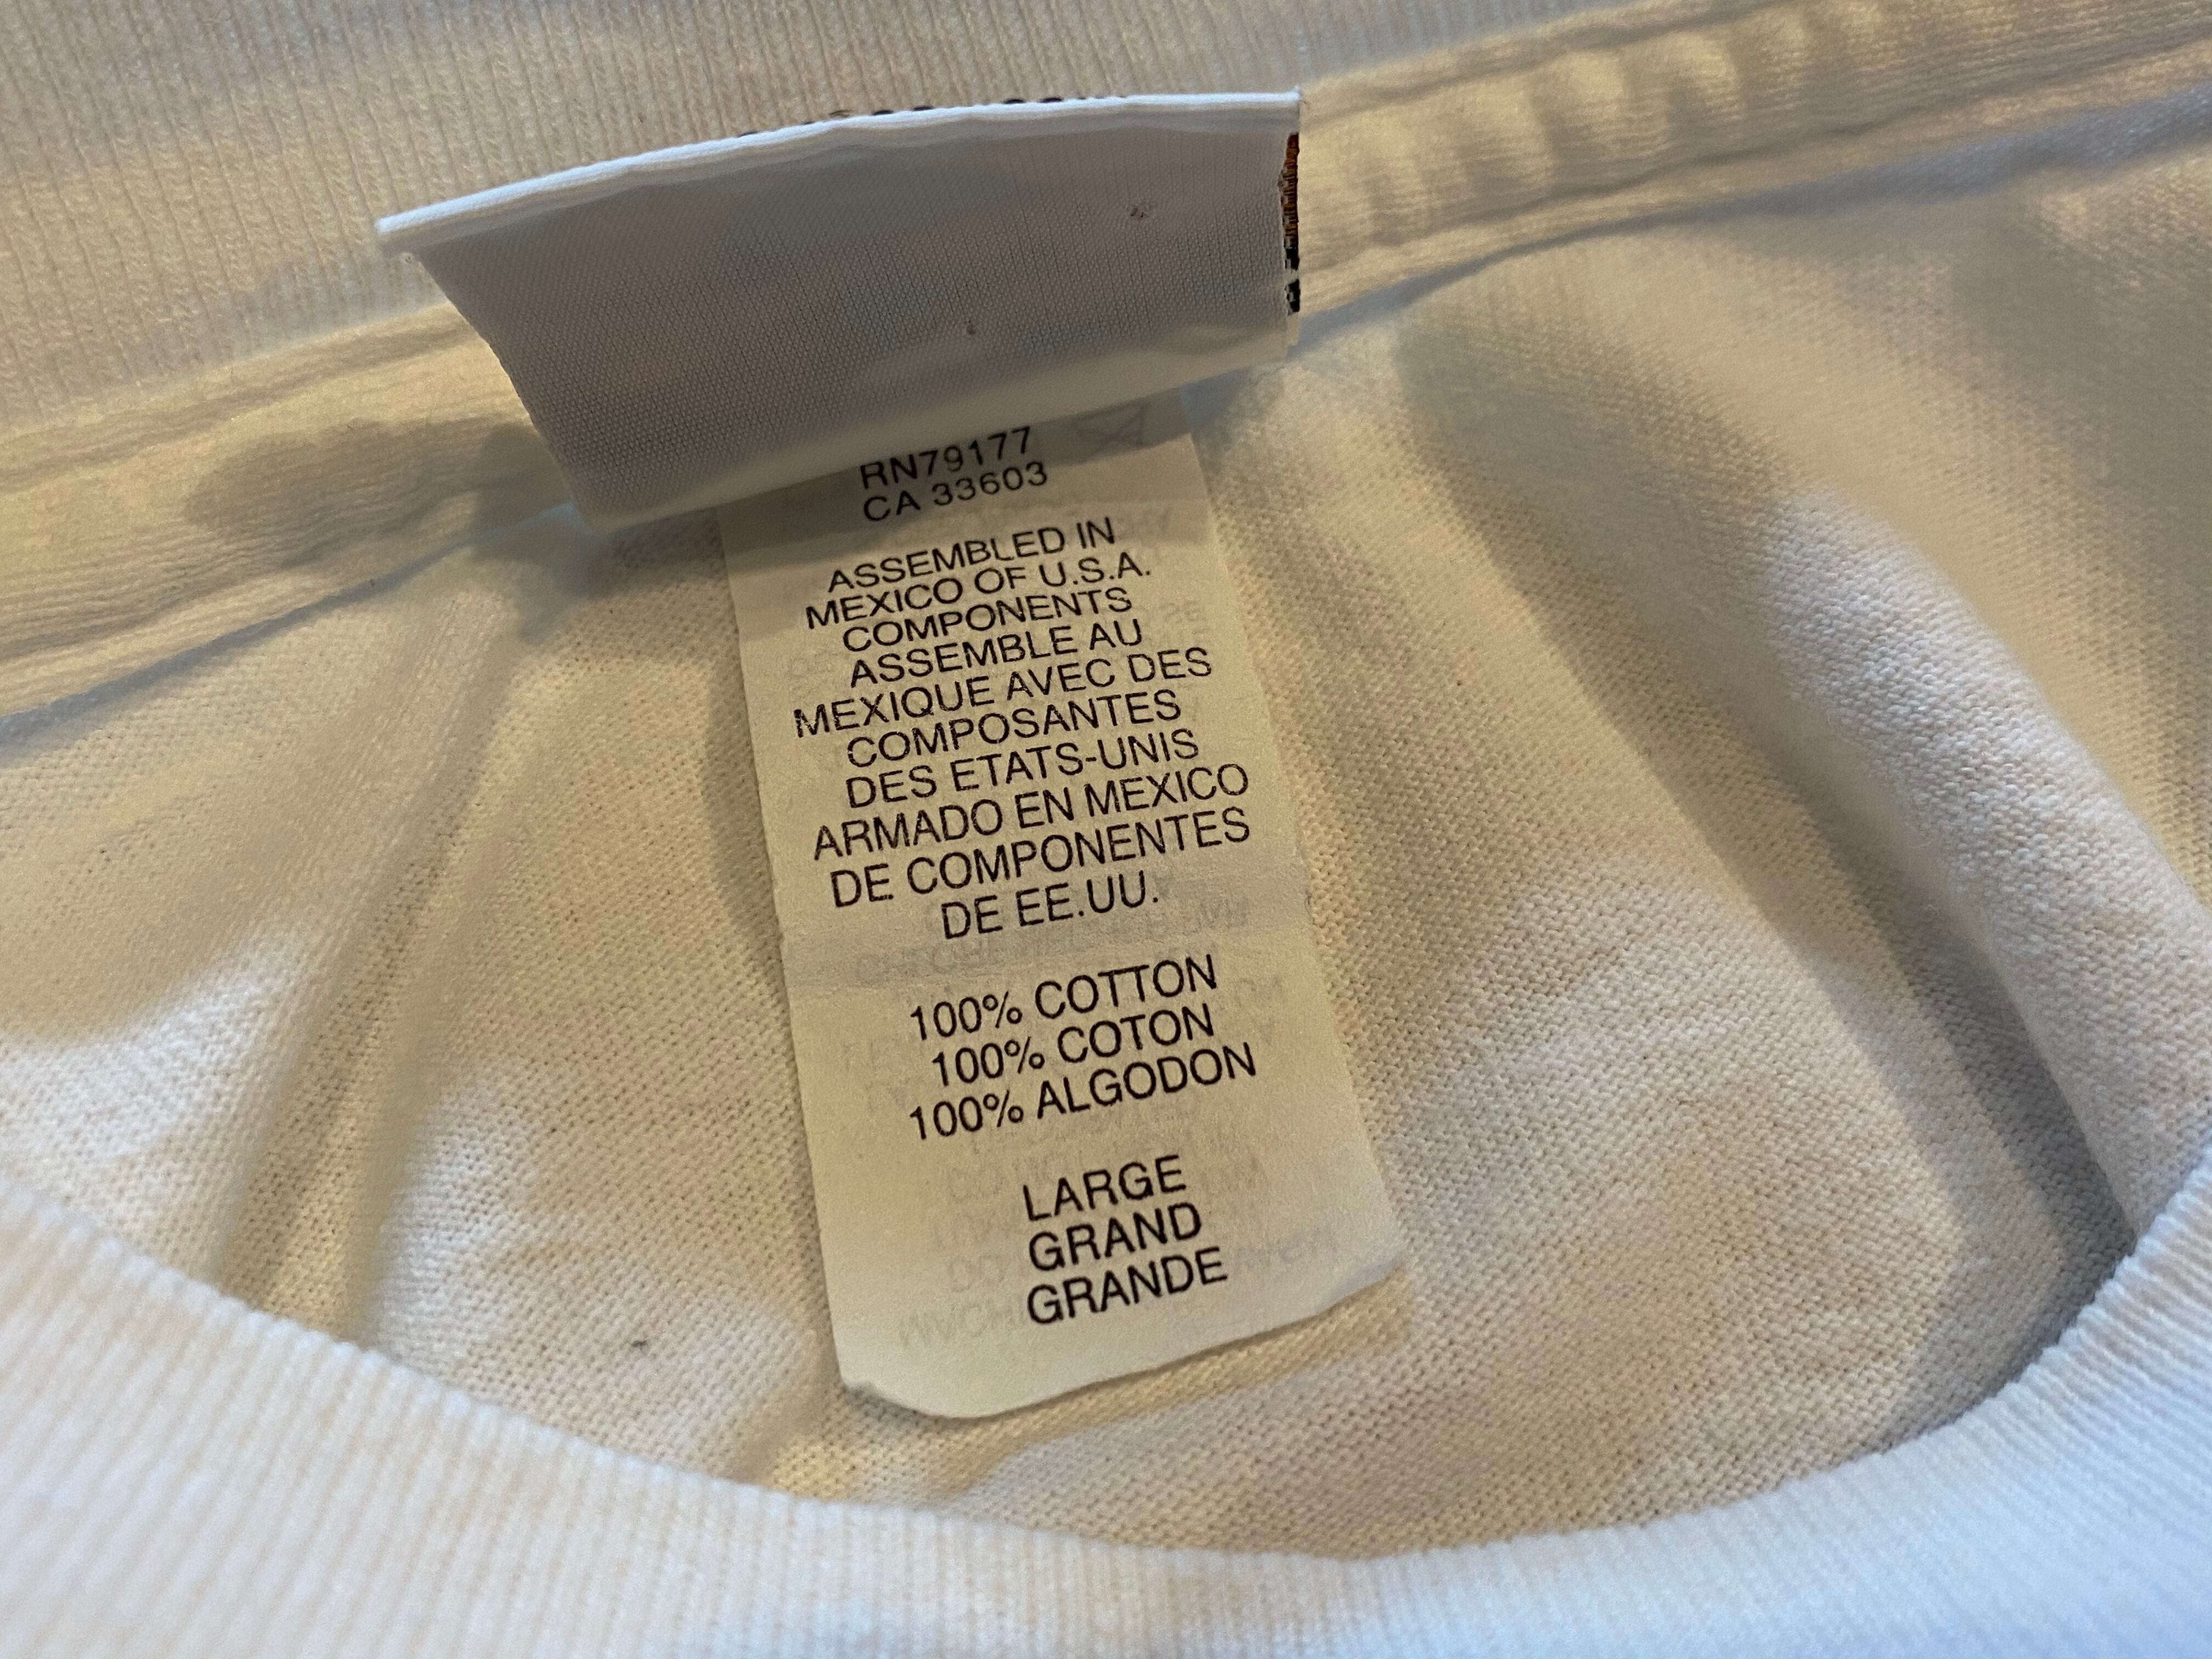 RN79177
CA 33603
ASSEMBLED IN
MEXICO OF U.S.A.
COMPONENTS
ASSEMBLE AU
MEXIQUE AVEC DES
COMPOSANTES
DES ETATS-UNIS
ARMADO EN MEXICO
DE COMPONENTES
DE EE.UU.
100% COTTON
100% COTON
100% ALGODON
LARGE
GRAND
GRANDE